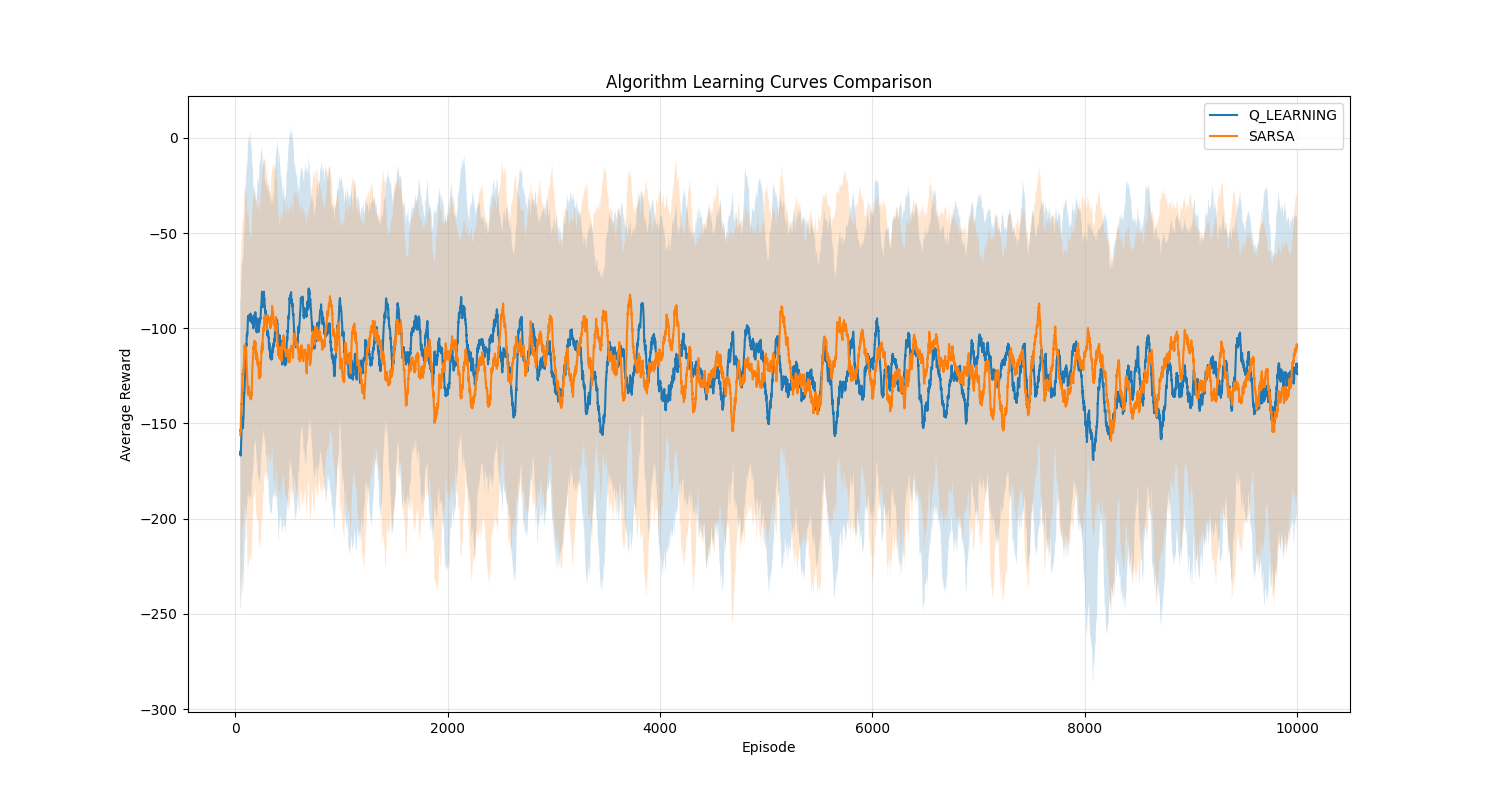 Algorithm Learning Curves Comparison
Q_LEARNING
SARSA
0
−50
−100
−150
−200
−250
−300
Average Reward
0
2000
4000
6000
8000
10000
Episode